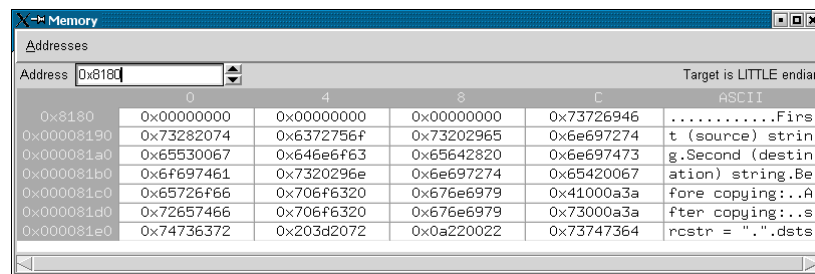 Memory
Addresses
Address 0x8180 Target is LITTLE endian
0 4 8 C ASCII
0x8180 0x00000000 0x00000000 0x00000000 0x73726946 ............Firs
0x00008190 0x73282074 0x6372756f 0x73202965 0x6e697274 t (source) strin
0x000081a0 0x65530067 0x646e6f63 0x65642820 0x6e697473 g.Second (destin
0x000081b0 0x6f697461 0x7320296e 0x6e697274 0x65420067 ation) string.Be
0x000081c0 0x65726f66 0x706f6320 0x676e6979 0x41000a3a fore copying:..A
0x000081d0 0x72657466 0x706f6320 0x676e6979 0x73000a3a fter copying:..s
0x000081e0 0x74736372 0x203d2072 0x0a220022 0x73747364 rcstr = ".".dsts